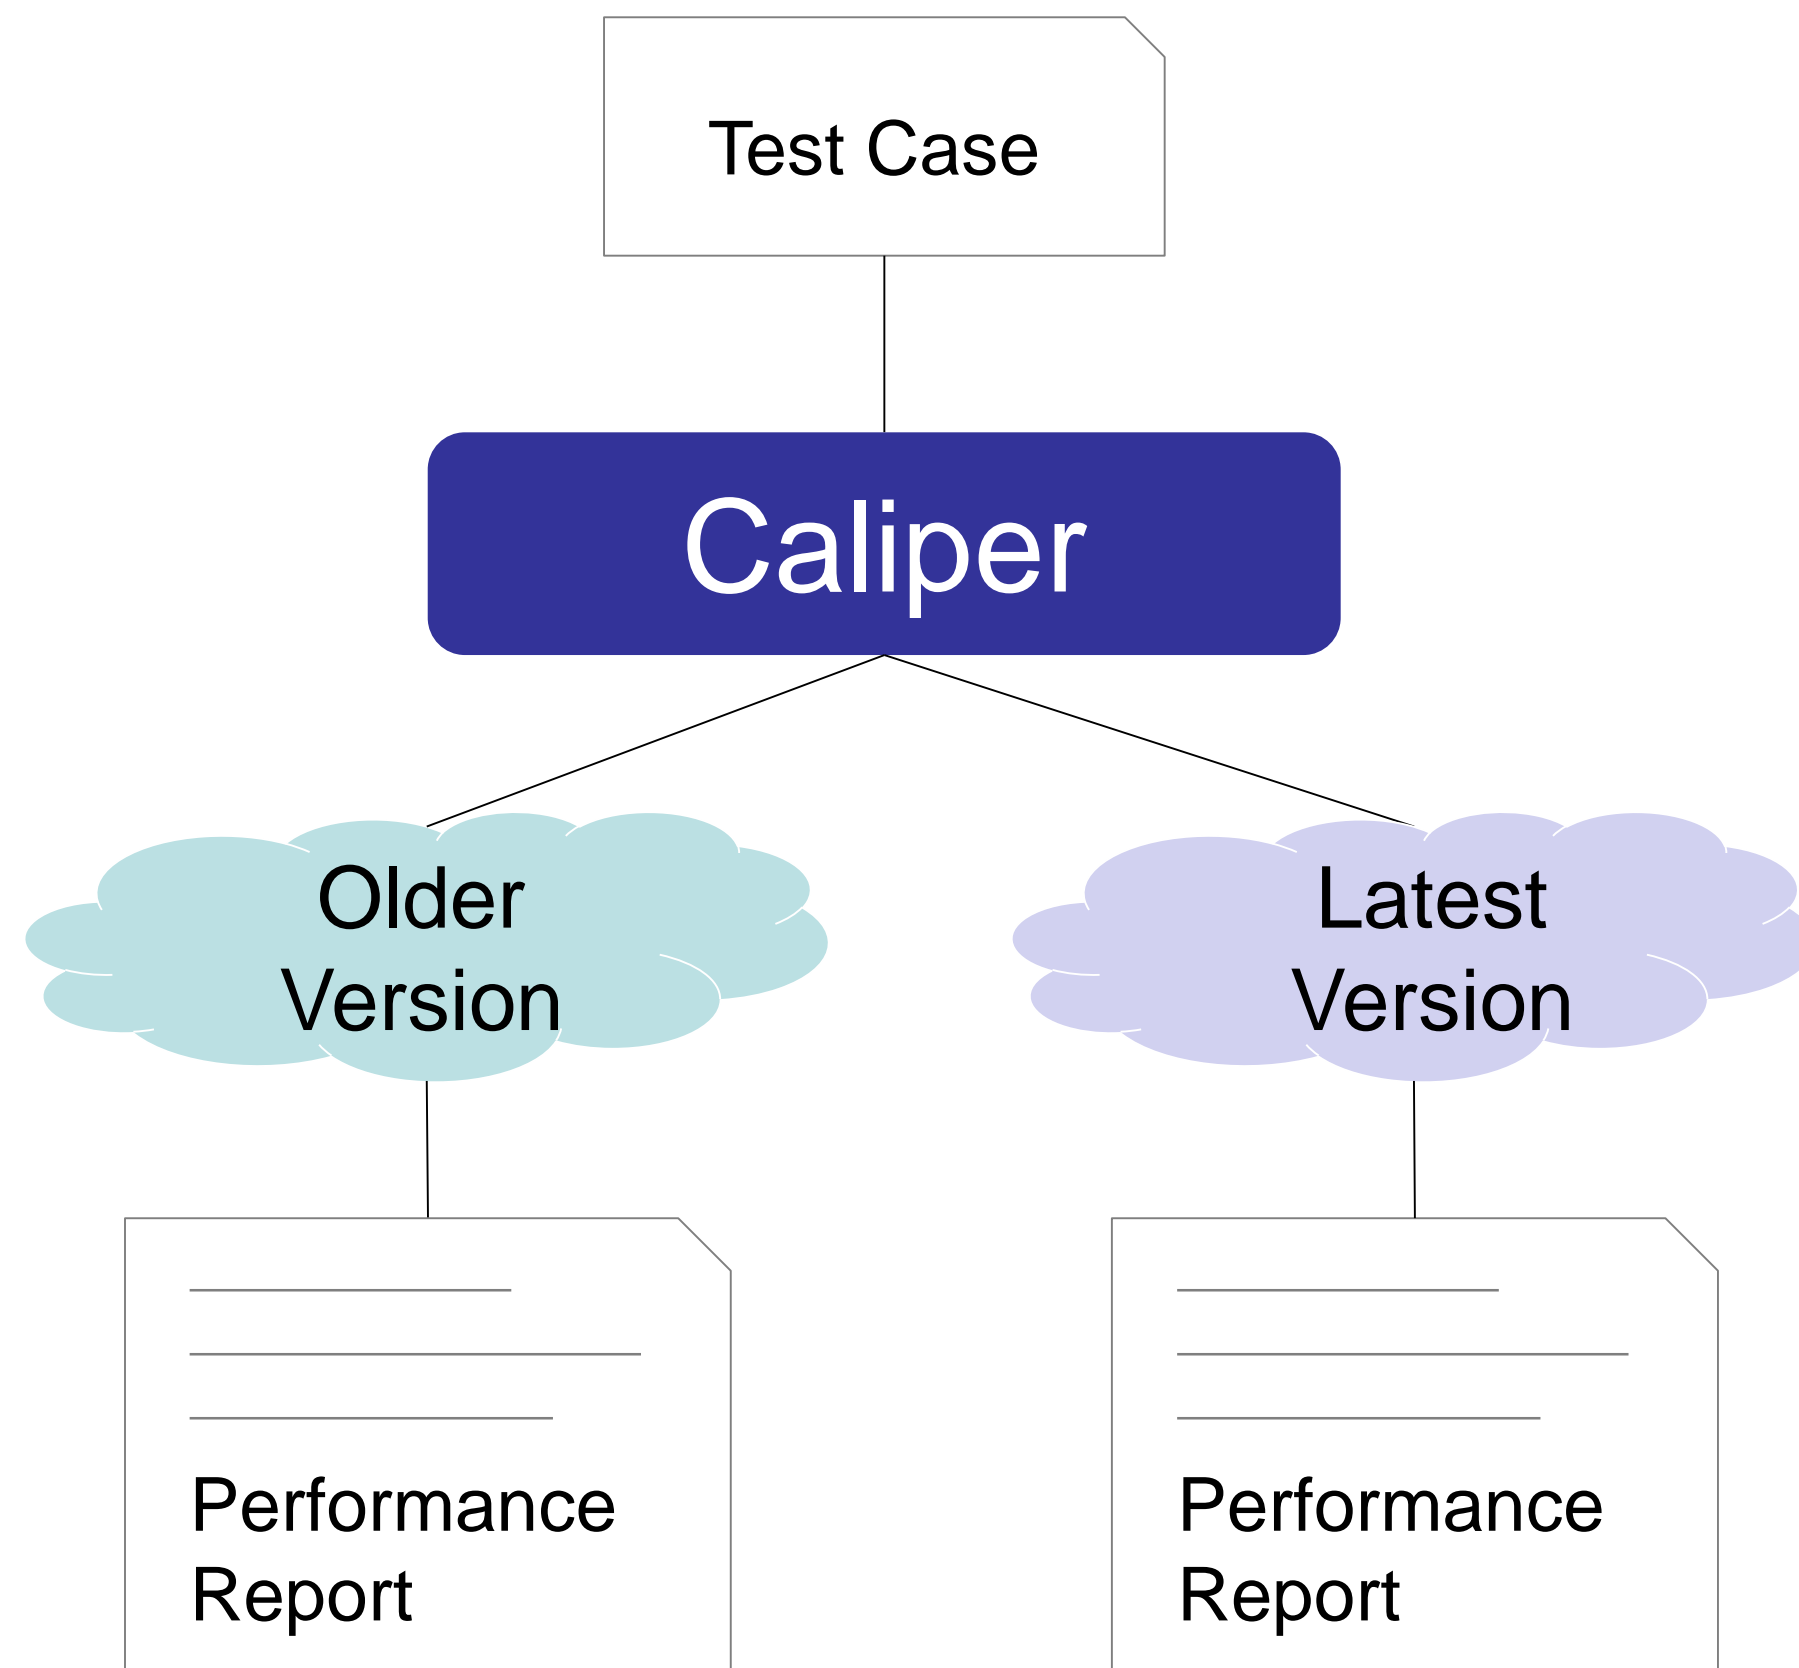 Test Case
Caliper
Older
Version
Latest
Version
Performance
Report
Performance
Report